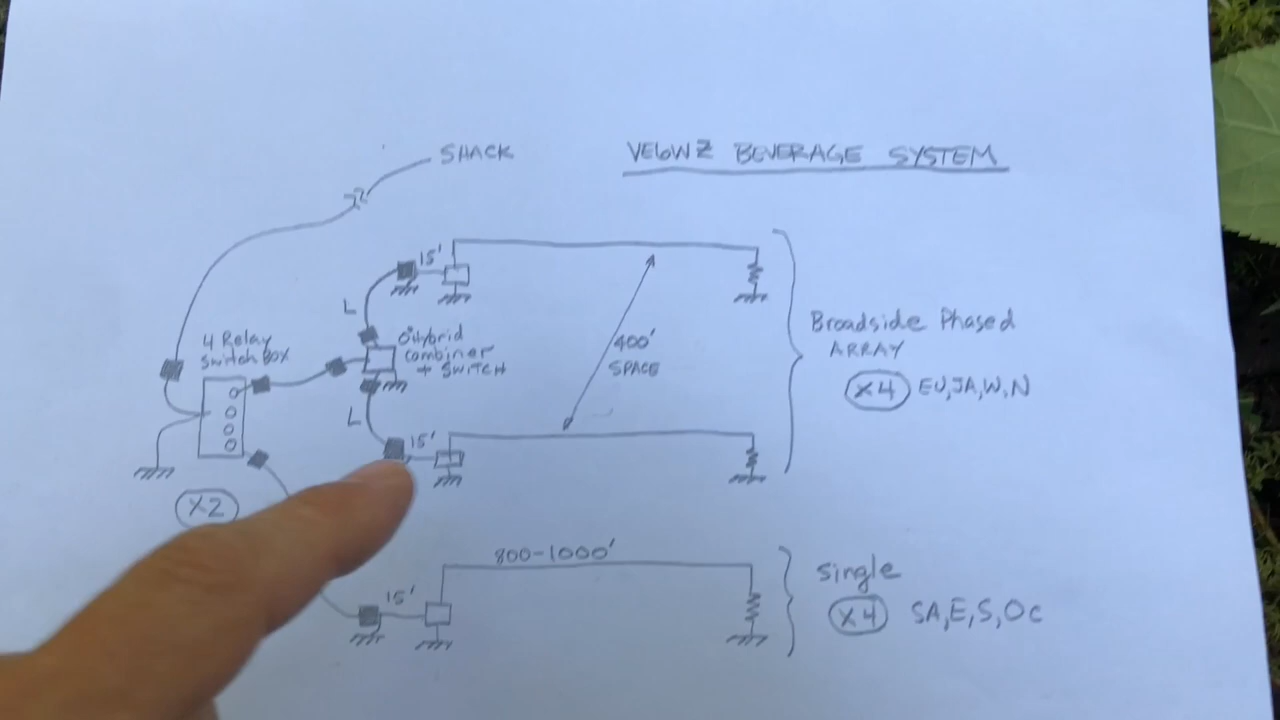 SHACK
VE6WZ BEVERAGE SYSTEM
15'
L
4 Relay
Switch BOX
Hybrid
combiner
+ SWITCH
400'
SPACE
Broadside Phased
ARRAY
X4 EU, JA, W, N
L
15'
X2
800-1000'
15'
Single
X4 SA, E, S, OC